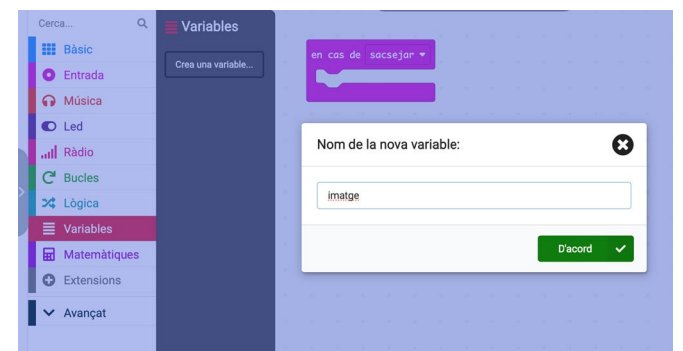 Cerca...
Bàsic
Entrada
Música
Led
Ràdio
Bucles
Lògica
Variables
Matemàtiques
Extensions
Avançat
Variables
Crea una variable...
en cas de sacsejar
Nom de la nova variable:
imatge
D'acord